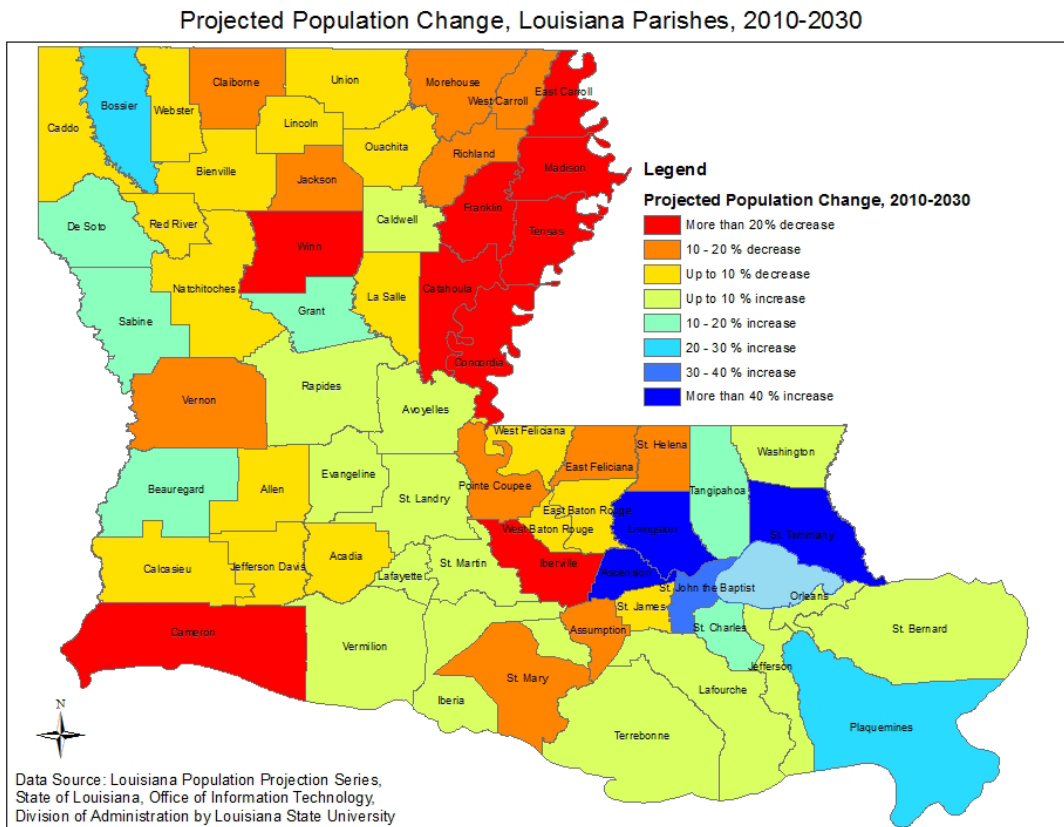 Projected Population Change, Louisiana Parishes, 2010-2030
Claiborne
Union
Morehouse
West Carroll
East Carroll
Bossier
Webster
Caddo
Lincoln
Ouachita
Richland
Madison
Bienville
Jackson
Franklin
Tensas
De Soto
Red River
Caldwell
Winn
Natchitoches
La Salle
Catahoula
Sabine
Grant
Concordia
Vernon
Rapides
Avoyelles
West Feliciana
East Feliciana
St. Helena
Washington
Beauregard
Allen
Evangeline
St. Landry
Pointe Coupee
Tangipahoa
East Baton Rouge
West Baton Rouge
Livingston
St. Tammany
Calcasieu
Jefferson Davis
Acadia
Lafayette
St. Martin
Iberville
Ascension
St. John the Baptist
Orleans
St. James
Cameron
Vermilion
Assumption
St. Charles
St. Bernard
Jefferson
Iberia
St. Mary
Lafourche
Terrebonne
Plaquemines
Legend
Projected Population Change, 2010-2030
More than 20% decrease
10 - 20 % decrease
Up to 10 % decrease
Up to 10 % increase
10 - 20 % increase
20 - 30 % increase
30 - 40 % increase
More than 40 % increase
N
Data Source: Louisiana Population Projection Series,
State of Louisiana, Office of Information Technology,
Division of Administration by Louisiana State University